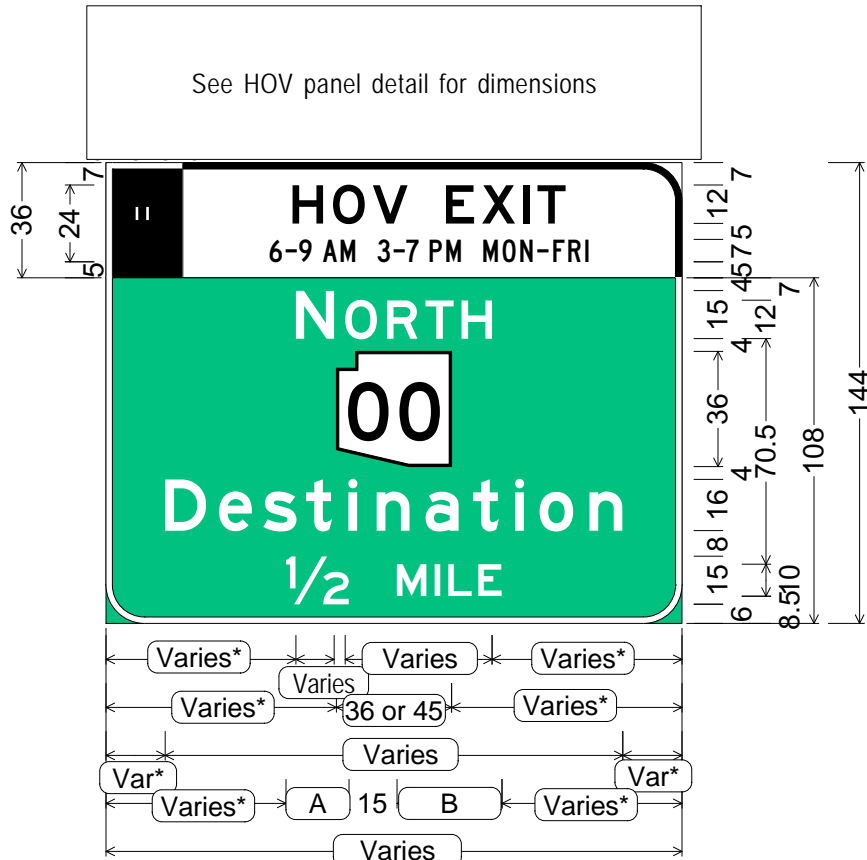 See HOV panel detail for dimensions
HOV EXIT
6-9 AM 3-7 PM MON-FRI
NORTH
00
Destination
1/2 MILE
36
7
24
5
7
12
5
7
5
4
7
15
12
4
36
70.5
4
16
8
15
10
6
8.5
108
144
Varies* Varies Varies Varies*
Varies* 36 or 45 Varies*
Var* Varies Var*
Varies* A 15 B Varies*
Varies